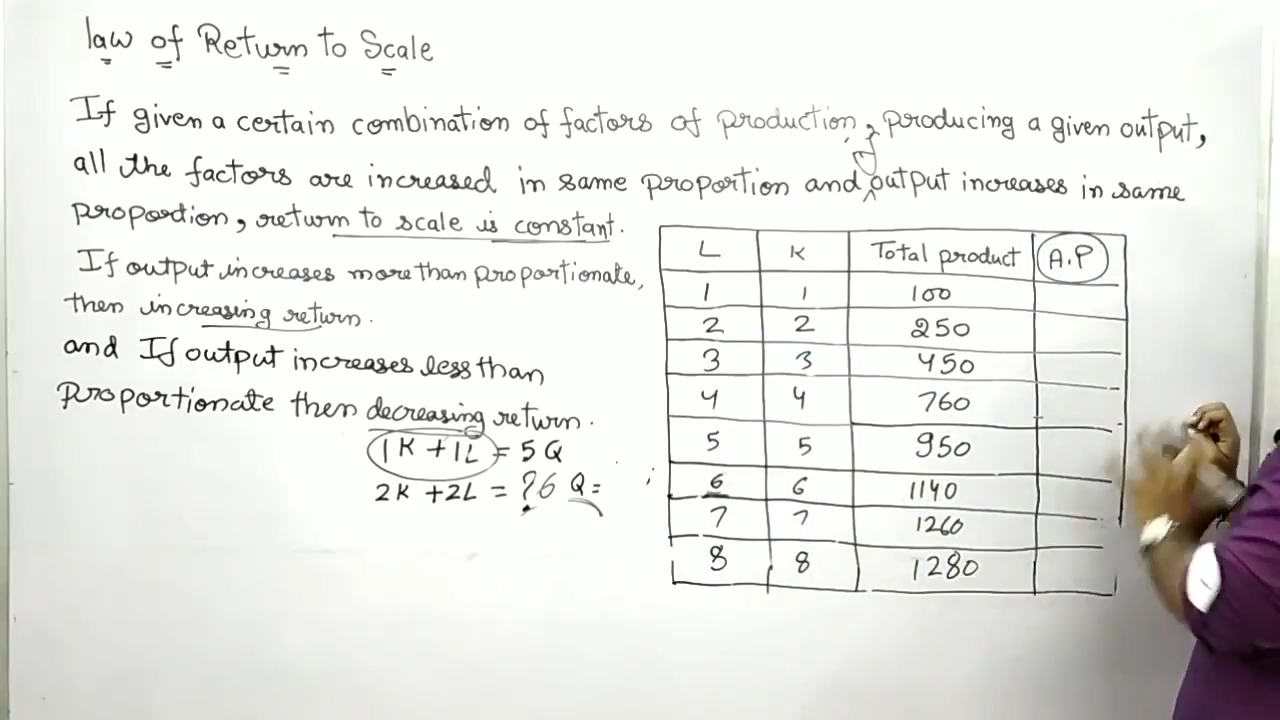 law of Return to Scale
If given a certain combination of factors of production, producing a given output,
all the factors are increased in same proportion and if output increases in same
proportion, return to scale is constant.
If output increases more than proportionate,
then increasing return.
and If output increases less than
proportionate then decreasing return.
1K + 1L = 5 Q
2K + 2L = ?6 Q =
L K Total product A.P
1 1 100
2 2 250
3 3 450
4 4 760
5 5 950
6 6 1140
7 7 1260
8 8 1280